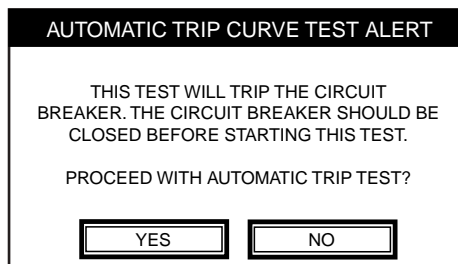 AUTOMATIC TRIP CURVE TEST ALERT
THIS TEST WILL TRIP THE CIRCUIT
BREAKER. THE CIRCUIT BREAKER SHOULD BE
CLOSED BEFORE STARTING THIS TEST.
PROCEED WITH AUTOMATIC TRIP TEST?
YES NO